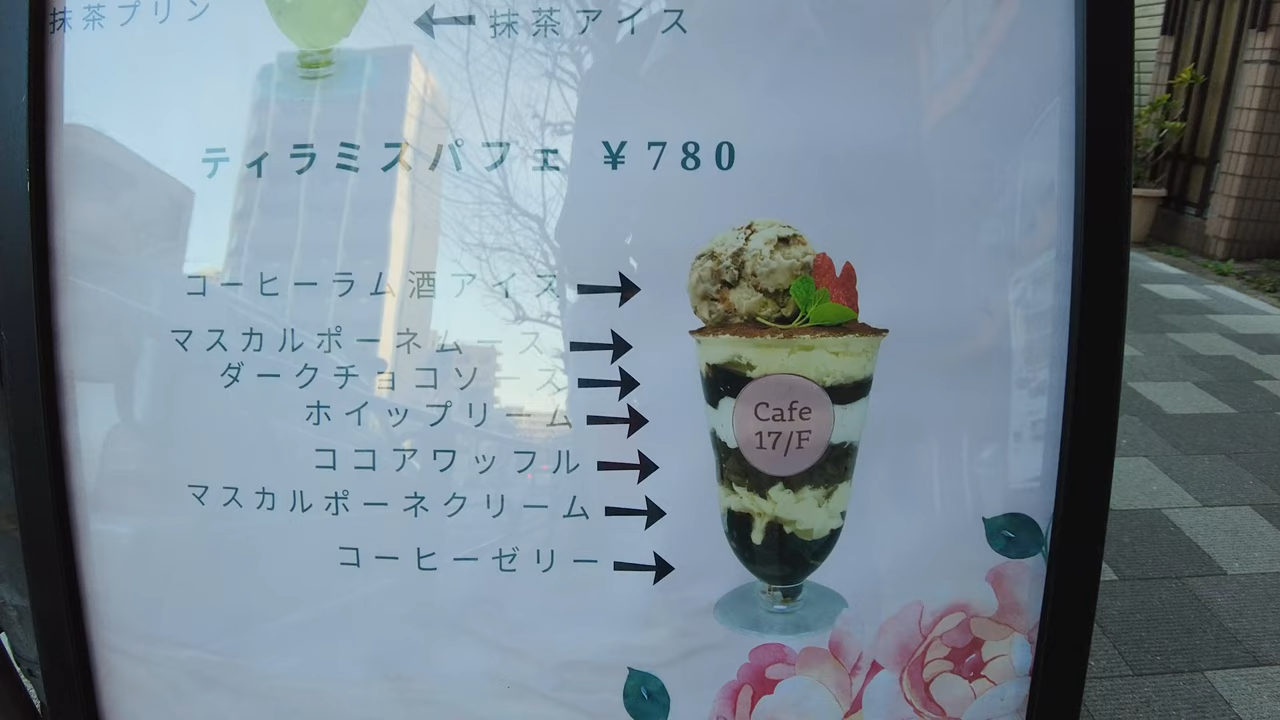 抹茶プリン
抹茶アイス
ティラミスパフェ ¥780
コーヒーラム酒アイス
マスカルポーネムース
ダークチョコソース
ホイップリーム
ココアワッフル
マスカルポーネクリーム
コーヒーゼリー
Cafe
17/F